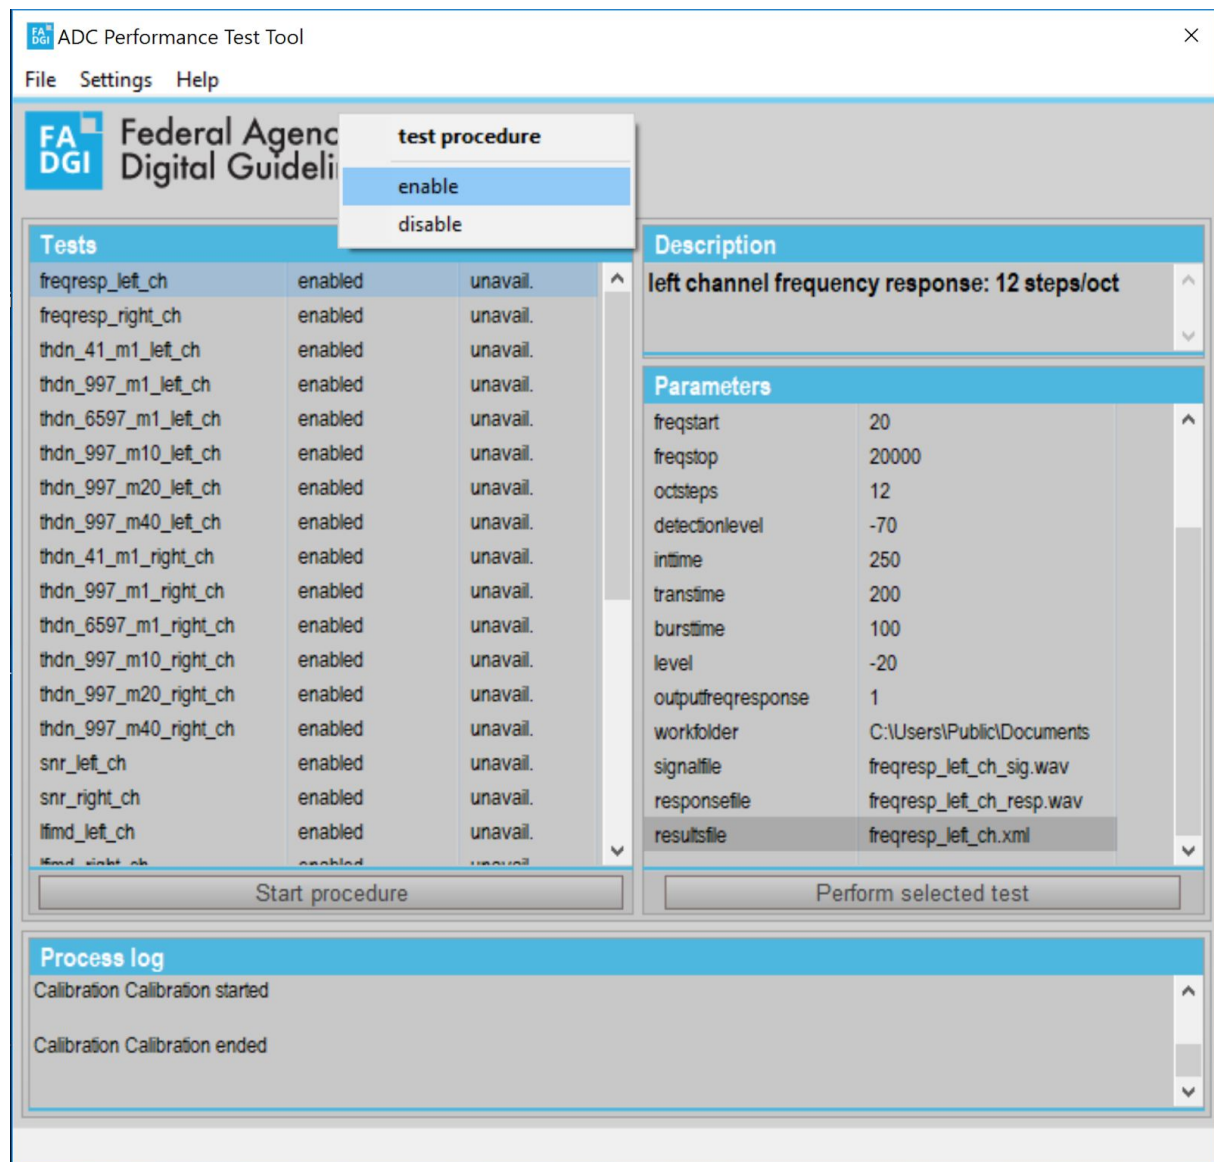 FA DGI ADC Performance Test Tool
File Settings Help
FA DGI
Federal Agenc
Digital Guideli
test procedure
enable
disable
Tests
freqresp_left_ch enabled unavail.
freqresp_right_ch enabled unavail.
thdn_41_m1_left_ch enabled unavail.
thdn_997_m1_left_ch enabled unavail.
thdn_6597_m1_left_ch enabled unavail.
thdn_997_m10_left_ch enabled unavail.
thdn_997_m20_left_ch enabled unavail.
thdn_997_m40_left_ch enabled unavail.
thdn_41_m1_right_ch enabled unavail.
thdn_997_m1_right_ch enabled unavail.
thdn_6597_m1_right_ch enabled unavail.
thdn_997_m10_right_ch enabled unavail.
thdn_997_m20_right_ch enabled unavail.
thdn_997_m40_right_ch enabled unavail.
snr_left_ch enabled unavail.
snr_right_ch enabled unavail.
lfimd_left_ch enabled unavail.
lfimd_right_ch enabled unavail.
Start procedure
Description
left channel frequency response: 12 steps/oct
Parameters
freqstart 20
freqstop 20000
octsteps 12
detectionlevel -70
inttime 250
transtime 200
bursttime 100
level -20
outputfreqresponse 1
workfolder C:\Users\Public\Documents
signalfile freqresp_left_ch_sig.wav
responsefile freqresp_left_ch_resp.wav
resultsfile freqresp_left_ch.xml
Perform selected test
Process log
Calibration Calibration started
Calibration Calibration ended